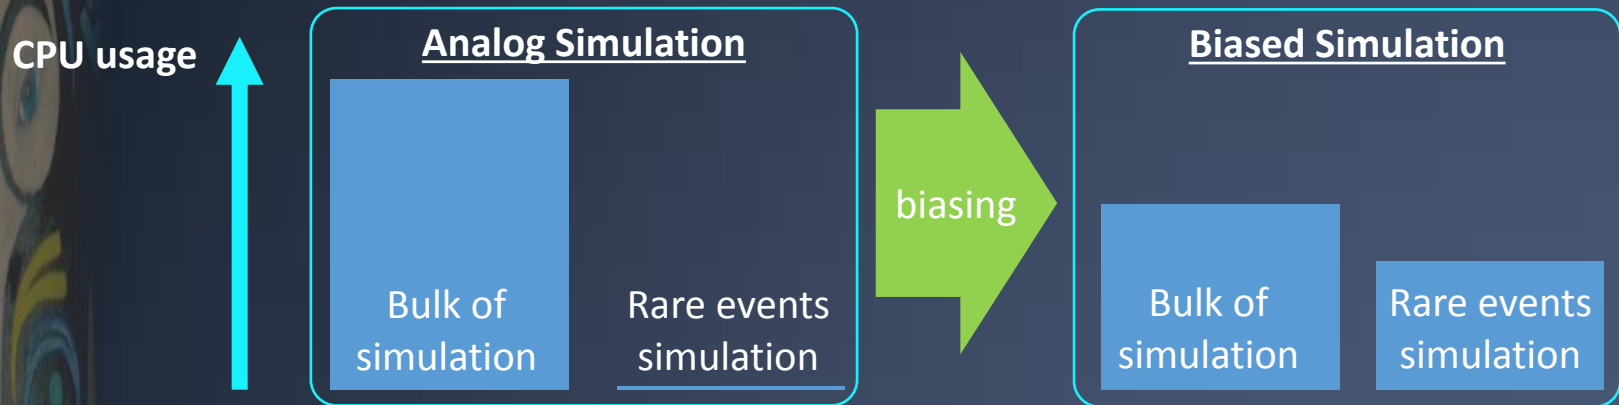 CPU usage
Analog Simulation
Bulk of
simulation
Rare events
simulation
biasing
Biased Simulation
Bulk of
simulation
Rare events
simulation